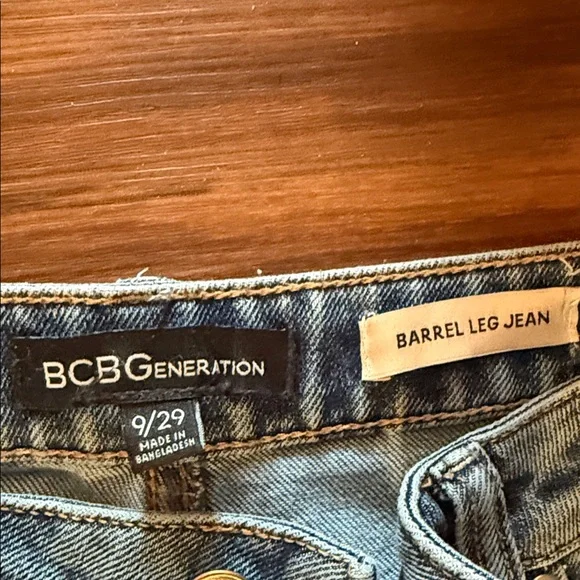 BCBGENERATION
9/29
MADE IN
BANGLADESH
BARREL LEG JEAN